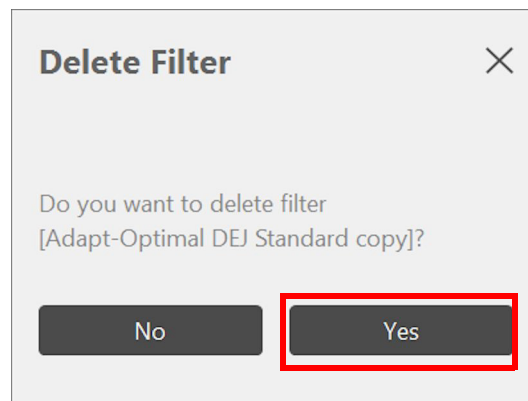 Delete Filter
Do you want to delete filter
[Adapt-Optimal DEJ Standard copy]?
No
Yes